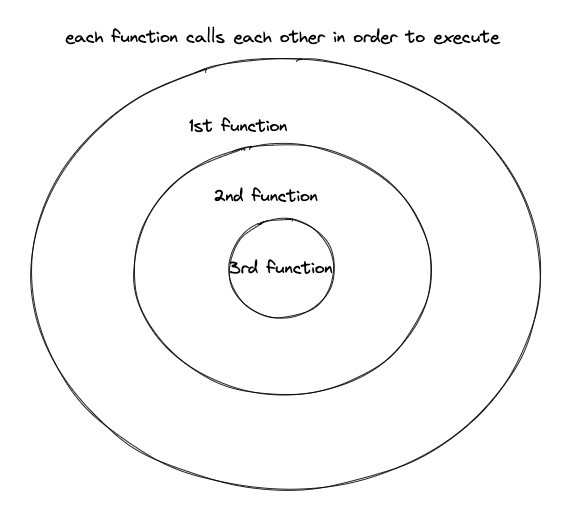 each function calls each other in order to execute
1st function
2nd function
3rd function